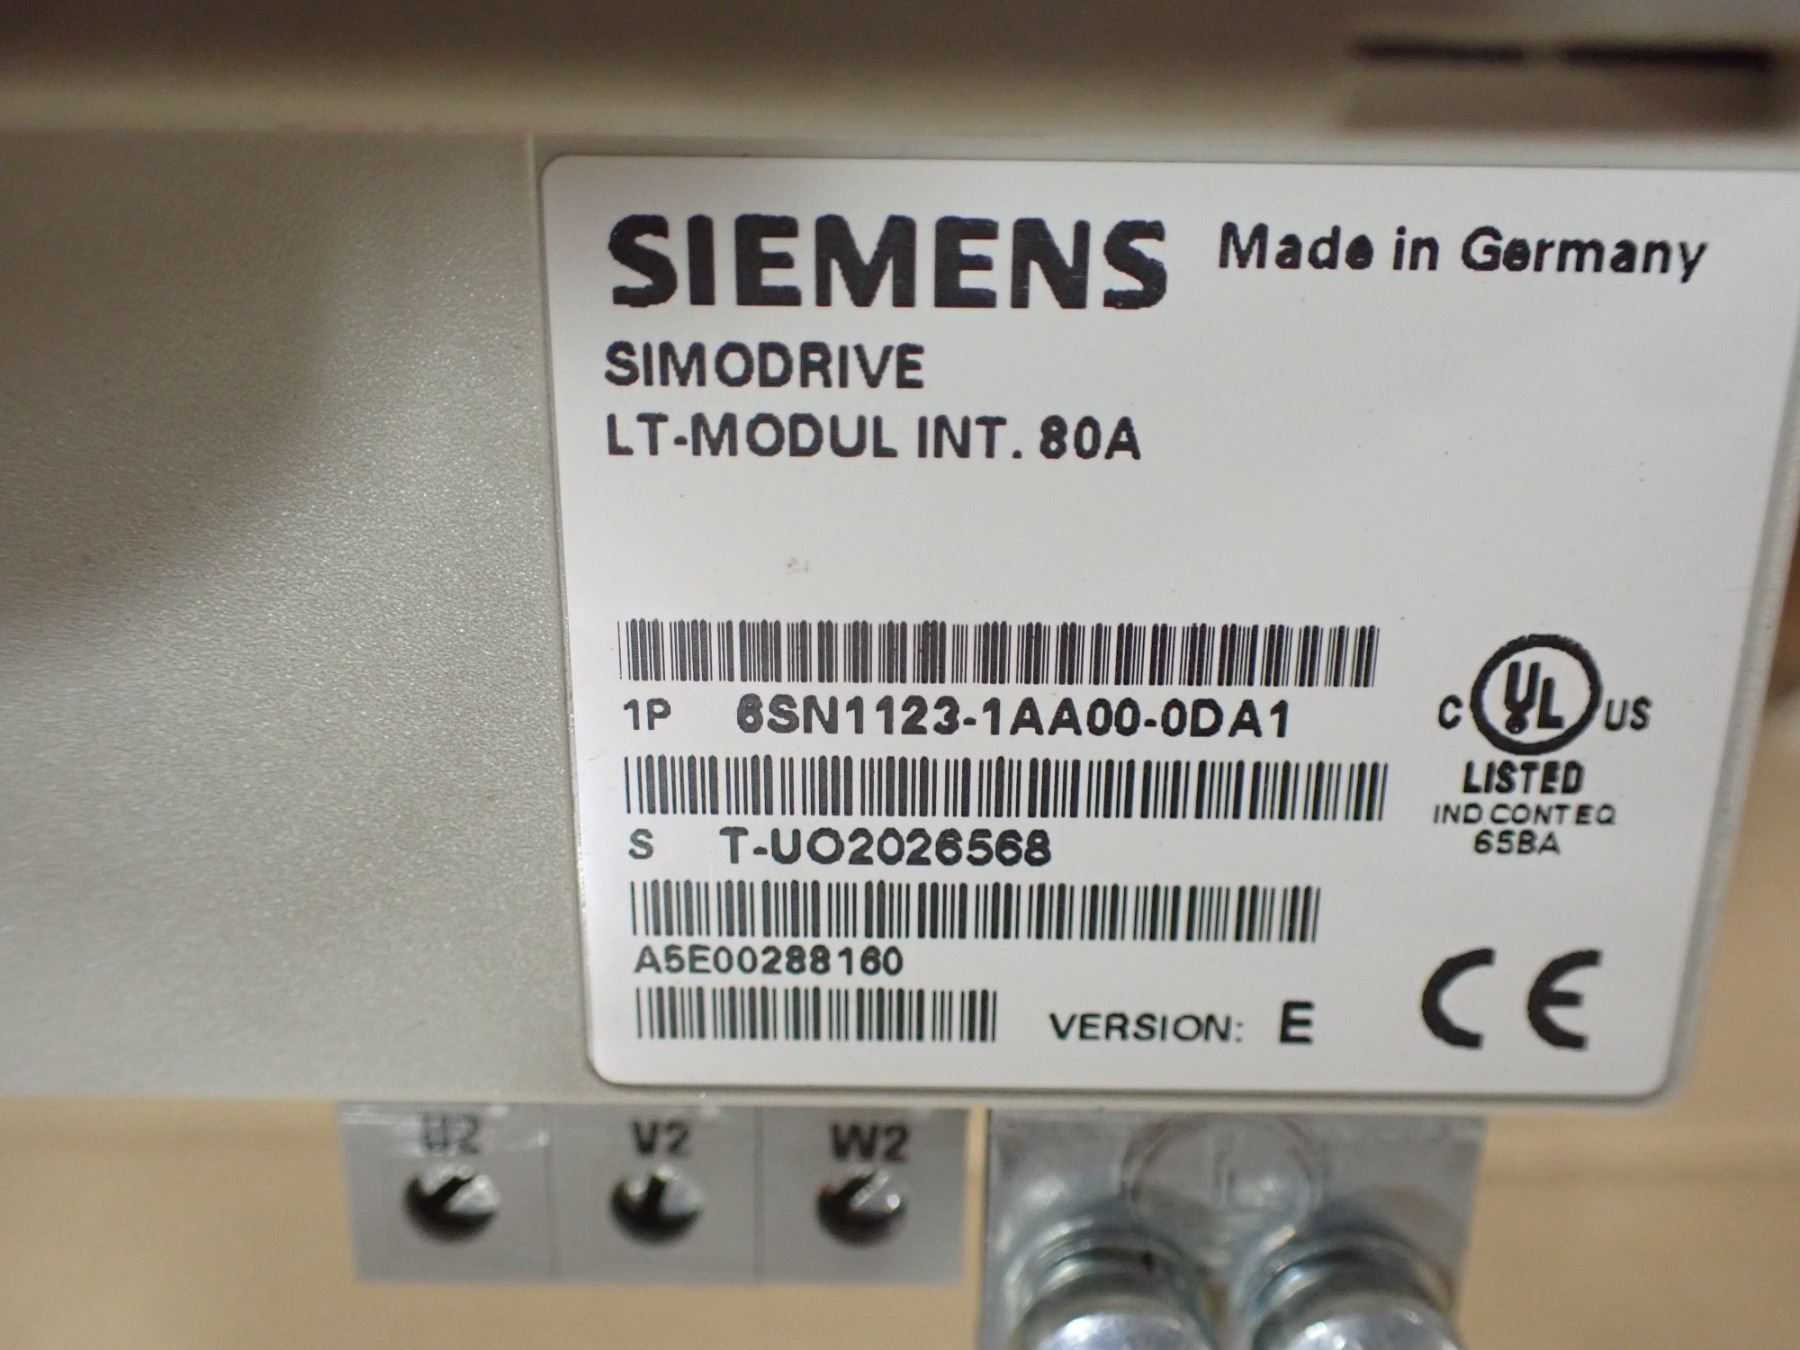 SIEMENS Made in Germany
SIMODRIVE
LT-MODUL INT. 80A
1P 6SN1123-1AA00-0DA1
C UL US
LISTED
IND.CONT.EQ
65BA
S T-UO2026568
A5E00288160
VERSION: E
CE
U2 V2 W2